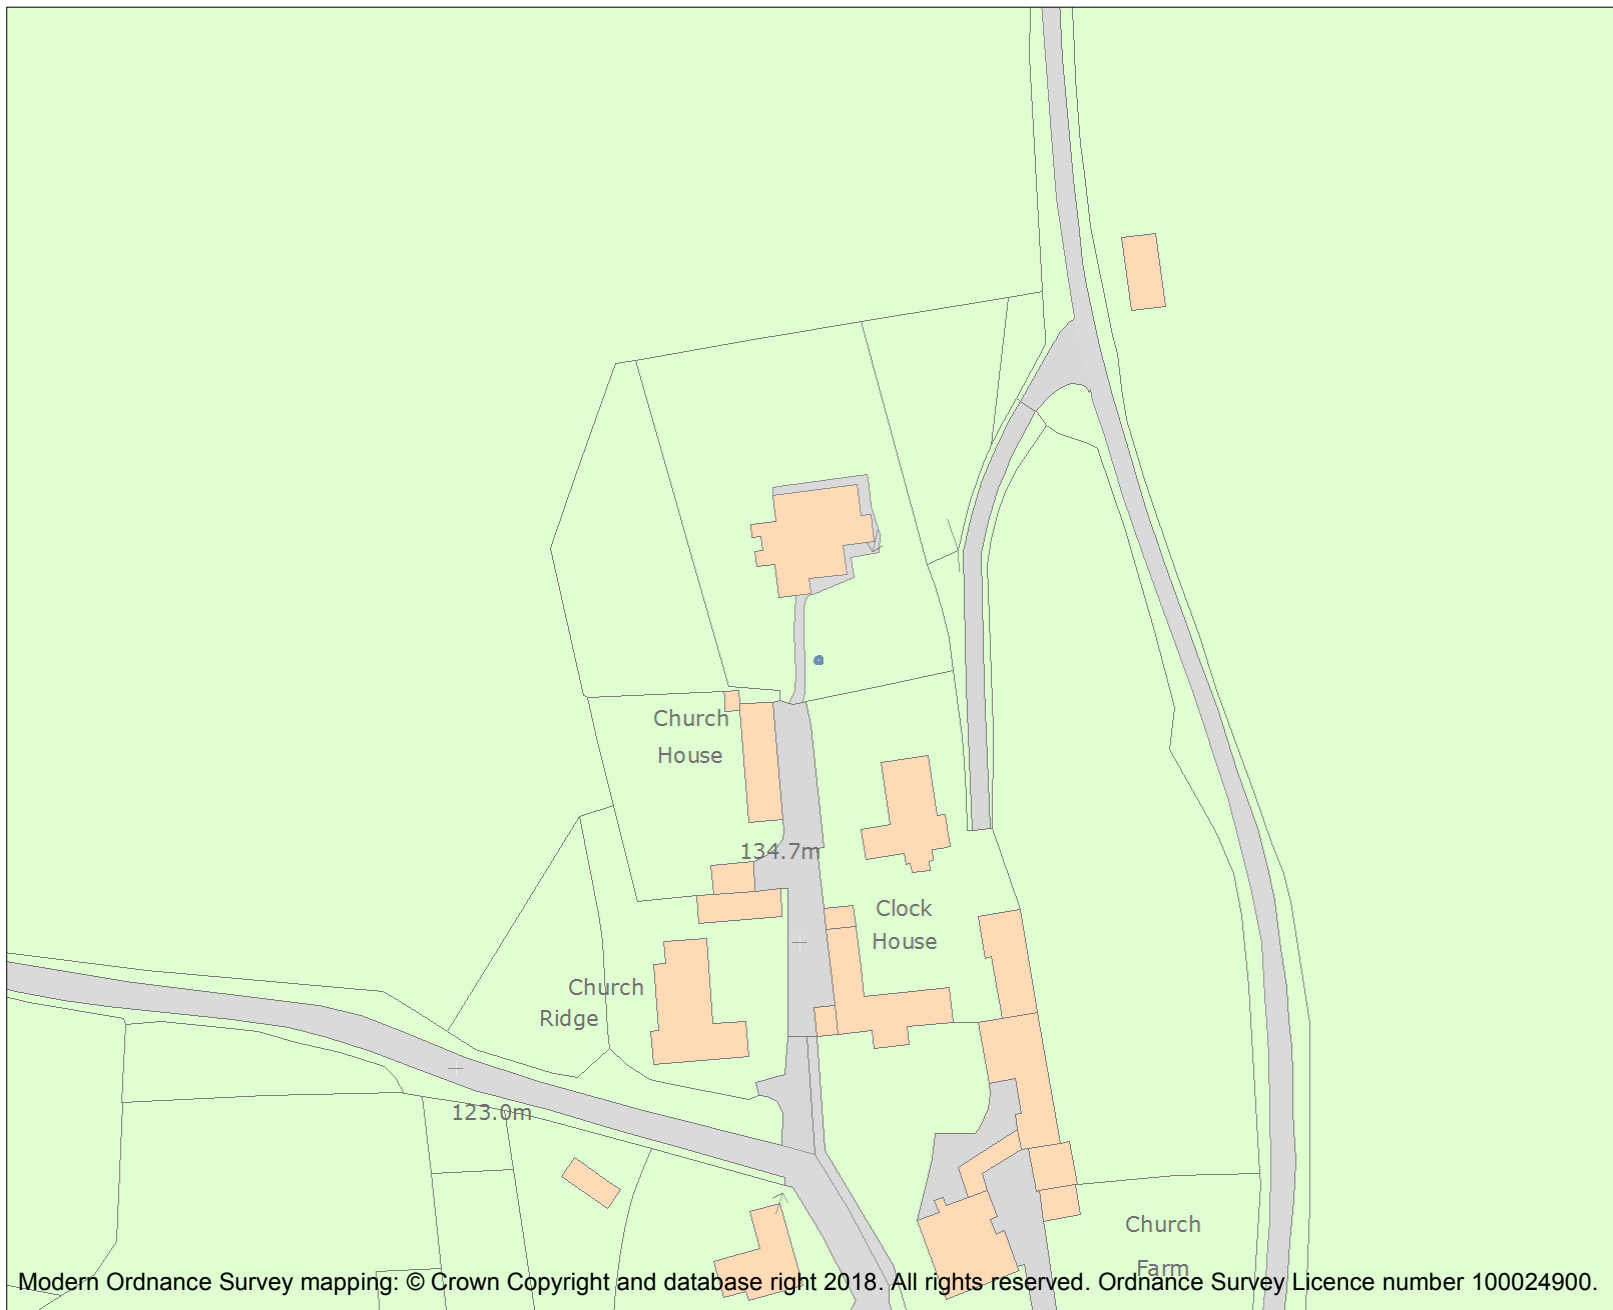 Church
House
134.7m
Clock
House
Church
Ridge
123.0m
Church
Farm
Modern Ordnance Survey mapping: © Crown Copyright and database right 2018. All rights reserved. Ordnance Survey Licence number 100024900.